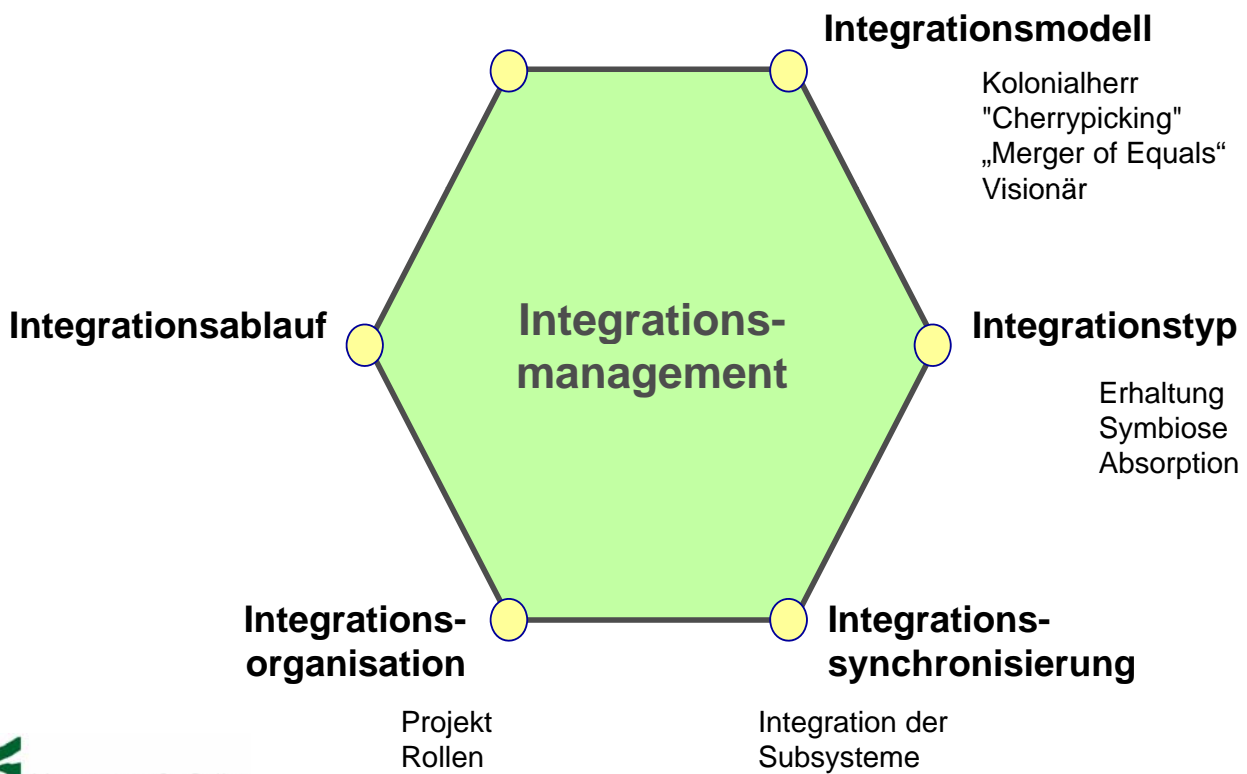 Integrationsmodell
Kolonialherr
"Cherrypicking"
„Merger of Equals“
Visionär
Integrationsablauf
Integrations-
management
Integrationstyp
Erhaltung
Symbiose
Absorption
Integrations-
organisation
Projekt
Rollen
Integrations-
synchronisierung
Integration der
Subsysteme